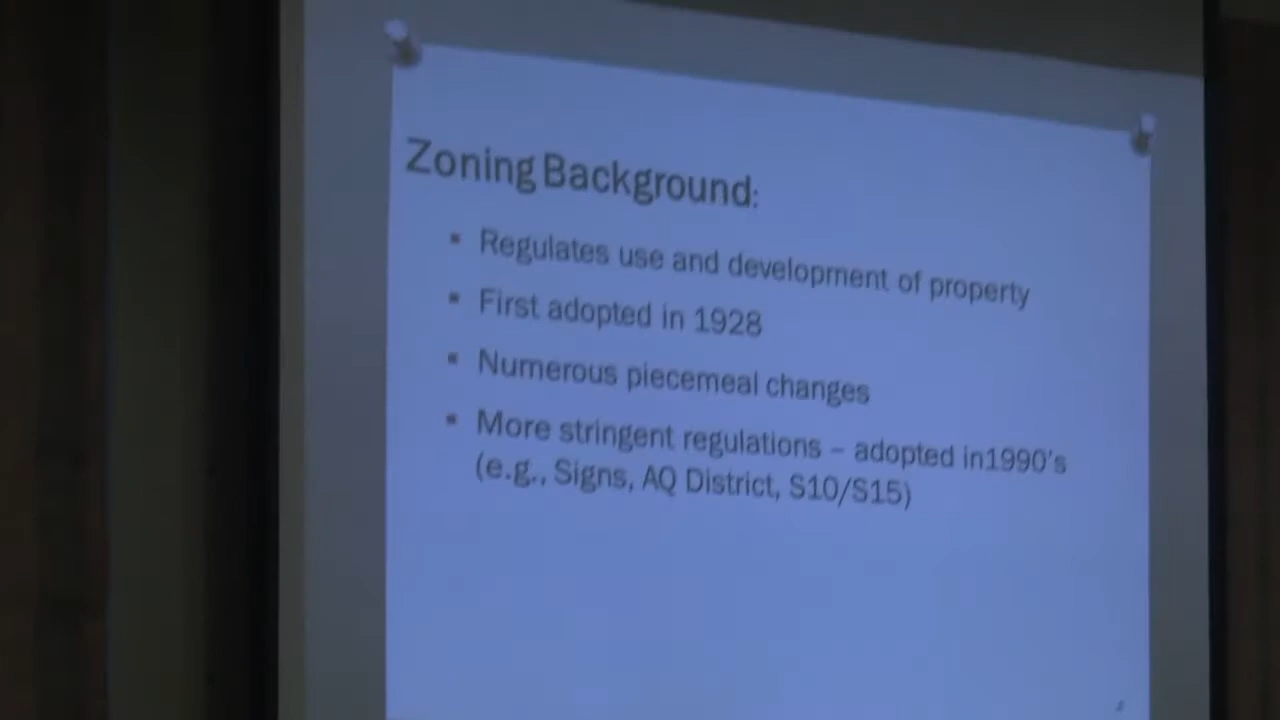 Zoning Background:
▪ Regulates use and development of property
▪ First adopted in 1928
▪ Numerous piecemeal changes
▪ More stringent regulations – adopted in1990's
(e.g., Signs, AQ District, S10/S15)